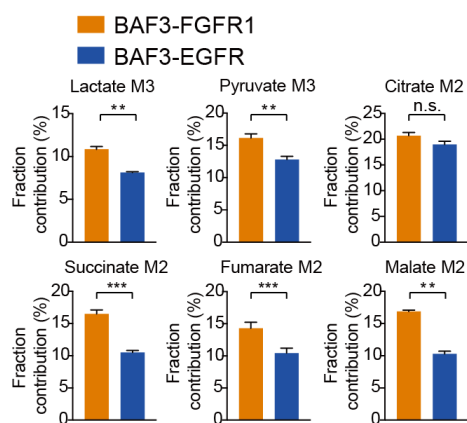 BAF3-FGFR1
BAF3-EGFR
Lactate M3
Fraction
contribution (%)
15
10
5
0
**
Pyruvate M3
Fraction
contribution (%)
20
15
10
5
0
**
Citrate M2
Fraction
contribution (%)
25
20
15
10
5
0
n.s.
Succinate M2
Fraction
contribution (%)
20
15
10
5
0
***
Fumarate M2
Fraction
contribution (%)
20
15
10
5
0
***
Malate M2
Fraction
contribution (%)
20
15
10
5
0
**